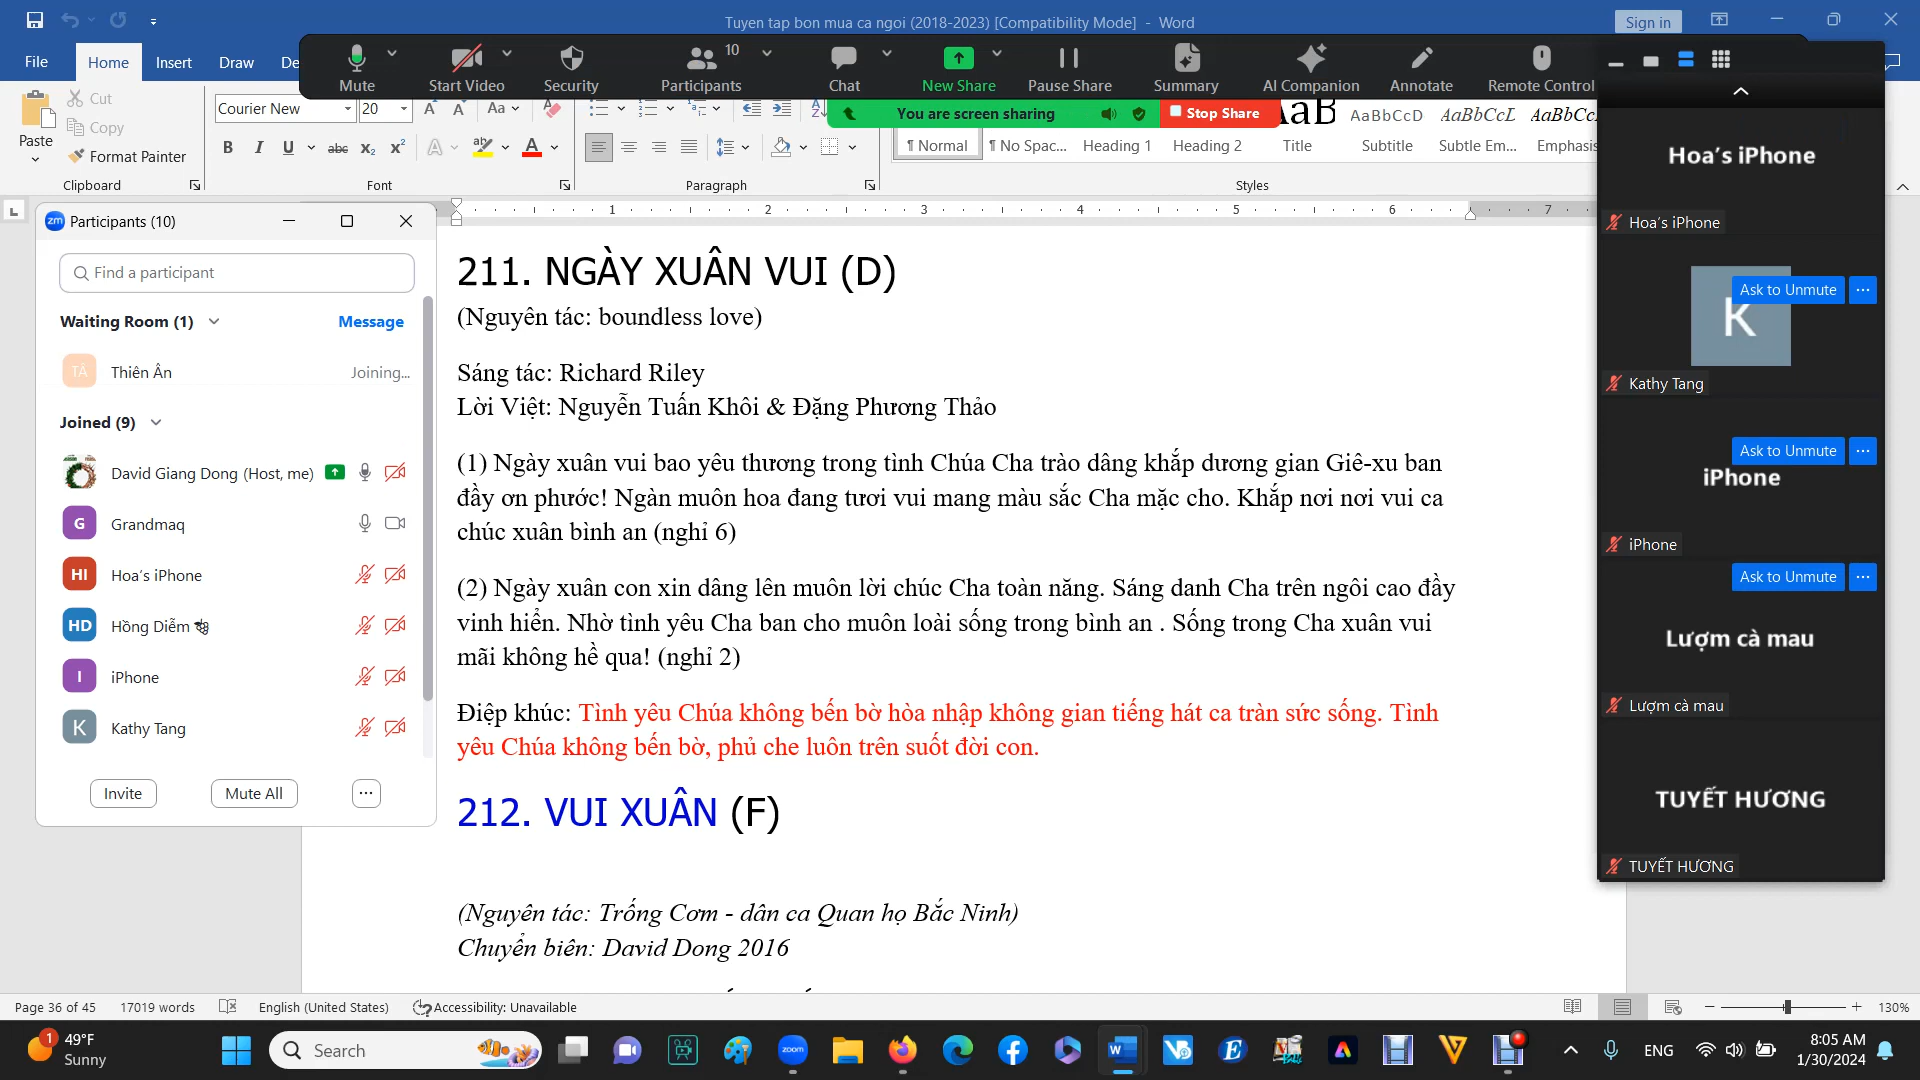 Tuyen tap bon mua ca ngoi (2018-2023) [Compatibility Mode] - Word
Sign in
File
Home
Insert
Draw
De
Mute
Start Video
Security
Participants
10
Chat
New Share
Pause Share
Summary
AI Companion
Annotate
Remote Control
You are screen sharing
Stop Share
Paste
Cut
Copy
Format Painter
Clipboard
Courier New
20
Aa
Font
Paragraph
¶ Normal
¶ No Spac...
Heading 1
Heading 2
Title
AaBbCcD
Subtitle
AaBbCcL
Subtle Em...
AaBbCc
Emphasis
Styles
1 2 3 4 5 6 7
Participants (10)
Find a participant
Waiting Room (1)
Message
TÂ
Thiên Ân
Joining...
Joined (9)
David Giang Dong (Host, me)
G
Grandmaq
HI
Hoa's iPhone
HD
Hồng Diễm
I
iPhone
K
Kathy Tang
Invite
Mute All
211. NGÀY XUÂN VUI (D)
(Nguyên tác: boundless love)
Sáng tác: Richard Riley
Lời Việt: Nguyễn Tuấn Khôi & Đặng Phương Thảo
(1) Ngày xuân vui bao yêu thương trong tình Chúa Cha trào dâng khắp dương gian Giê-xu ban
đầy ơn phước! Ngàn muôn hoa đang tươi vui mang màu sắc Cha mặc cho. Khắp nơi nơi vui ca
chúc xuân bình an (nghỉ 6)
(2) Ngày xuân con xin dâng lên muôn lời chúc Cha toàn năng. Sáng danh Cha trên ngôi cao đầy
vinh hiển. Nhờ tình yêu Cha ban cho muôn loài sống trong bình an . Sống trong Cha xuân vui
mãi không hề qua! (nghỉ 2)
Điệp khúc: Tình yêu Chúa không bến bờ hòa nhập không gian tiếng hát ca tràn sức sống. Tình
yêu Chúa không bến bờ, phủ che luôn trên suốt đời con.
212. VUI XUÂN (F)
(Nguyên tác: Trống Cơm - dân ca Quan họ Bắc Ninh)
Chuyển biên: David Dong 2016
Hoa's iPhone
Hoa's iPhone
Ask to Unmute
K
Kathy Tang
Ask to Unmute
iPhone
iPhone
Ask to Unmute
Lượm cà mau
Lượm cà mau
TUYẾT HƯƠNG
TUYẾT HƯƠNG
Page 36 of 45
17019 words
English (United States)
Accessibility: Unavailable
130%
1
49°F
Sunny
Search
zoom
ENG
8:05 AM
1/30/2024